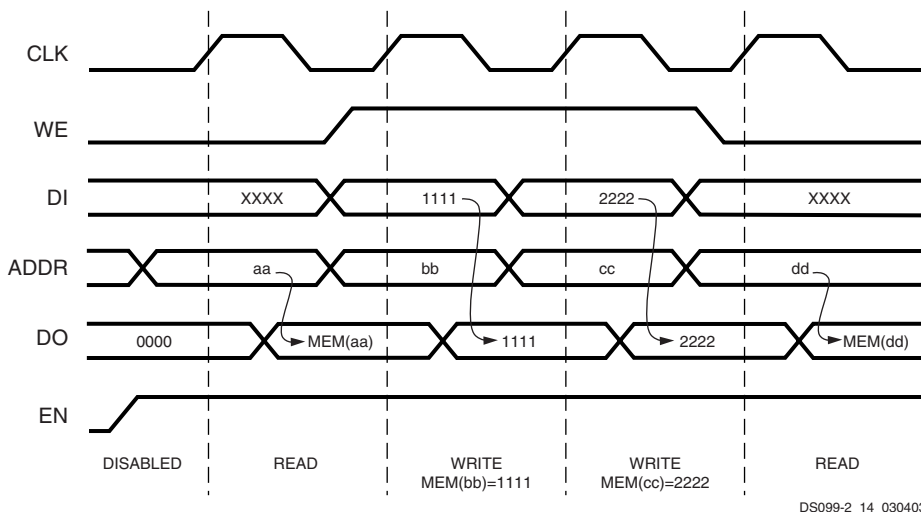 CLK
WE
DI XXXX 1111 2222 XXXX
ADDR aa bb cc dd
DO 0000 MEM(aa) 1111 2222 MEM(dd)
EN
DISABLED READ WRITE WRITE READ
MEM(bb)=1111 MEM(cc)=2222
DS099-2_14_030403